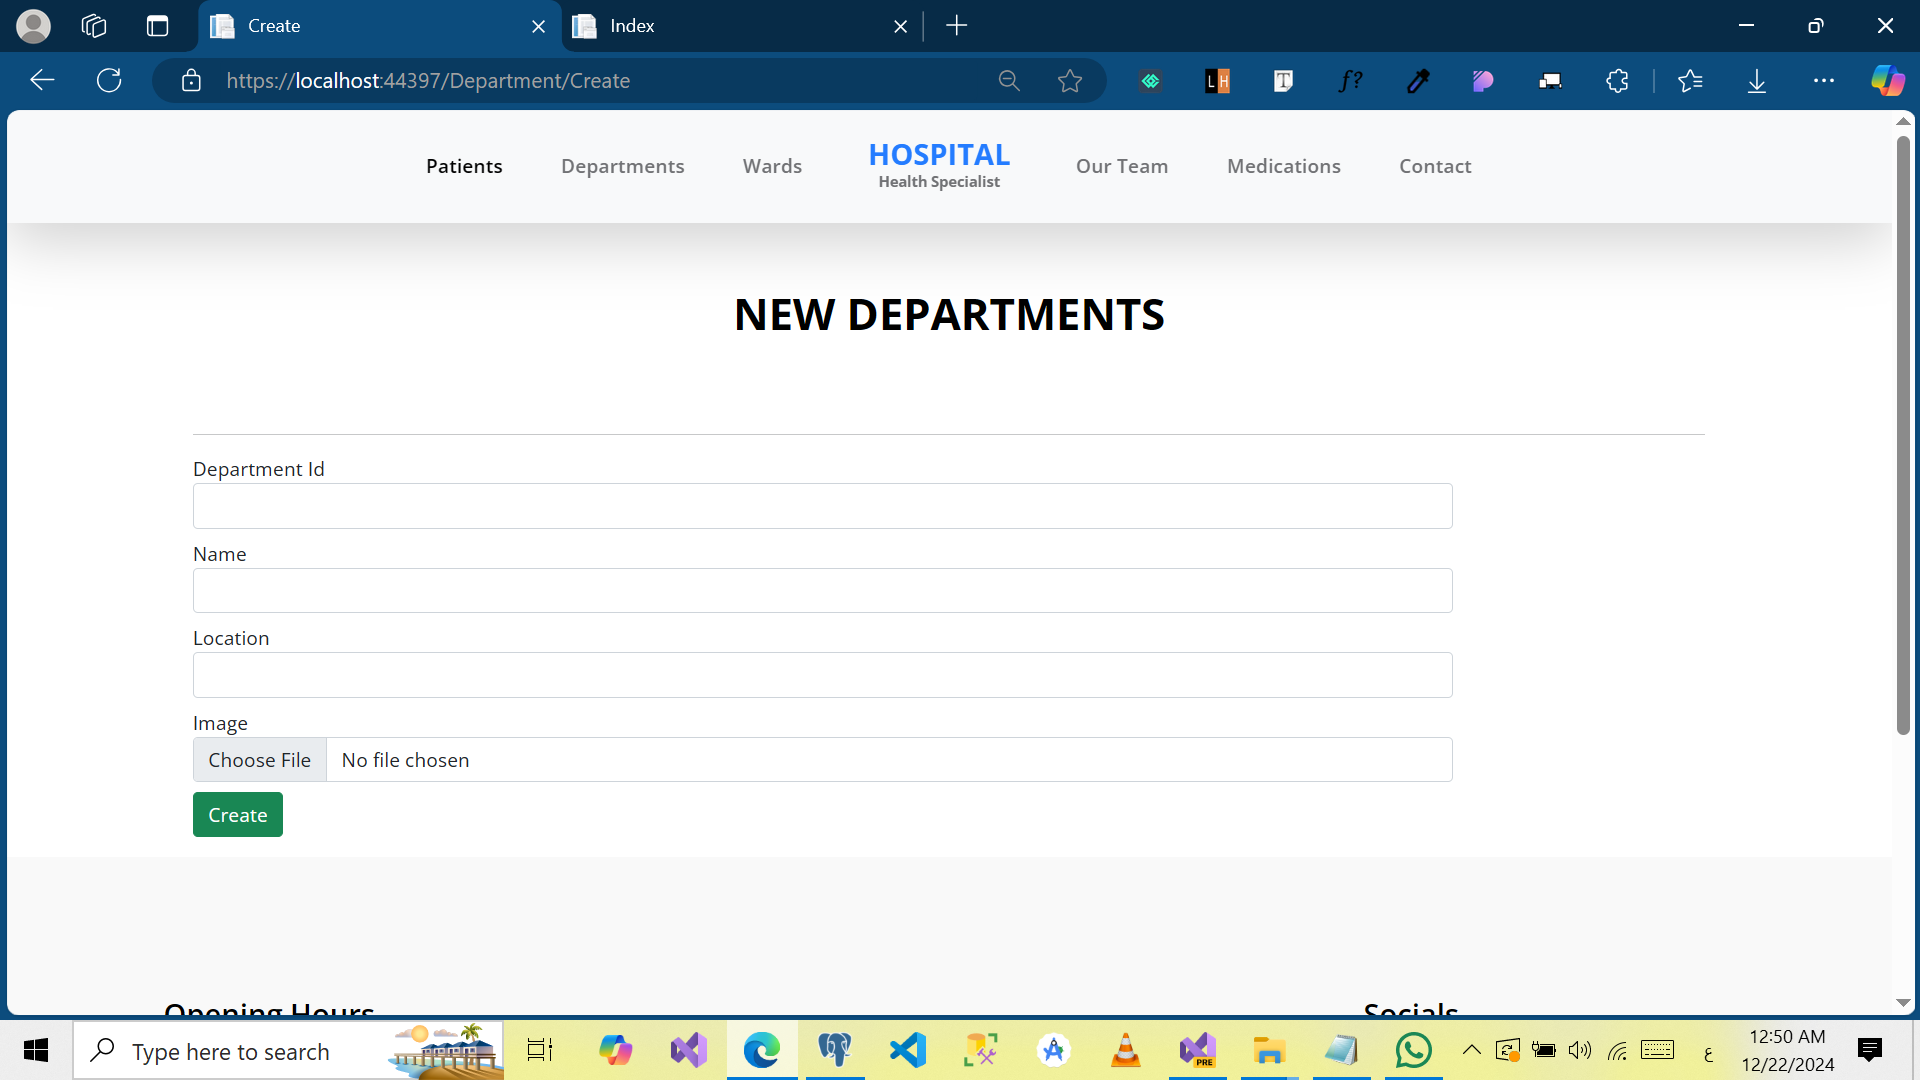 Create
Index
https://localhost:44397/Department/Create
Patients
Departments
Wards
HOSPITAL
Health Specialist
Our Team
Medications
Contact
NEW DEPARTMENTS
Department Id
Name
Location
Image
Choose File
No file chosen
Create
Opening Hours
Socials
Type here to search
PRE
ع
12:50 AM
12/22/2024